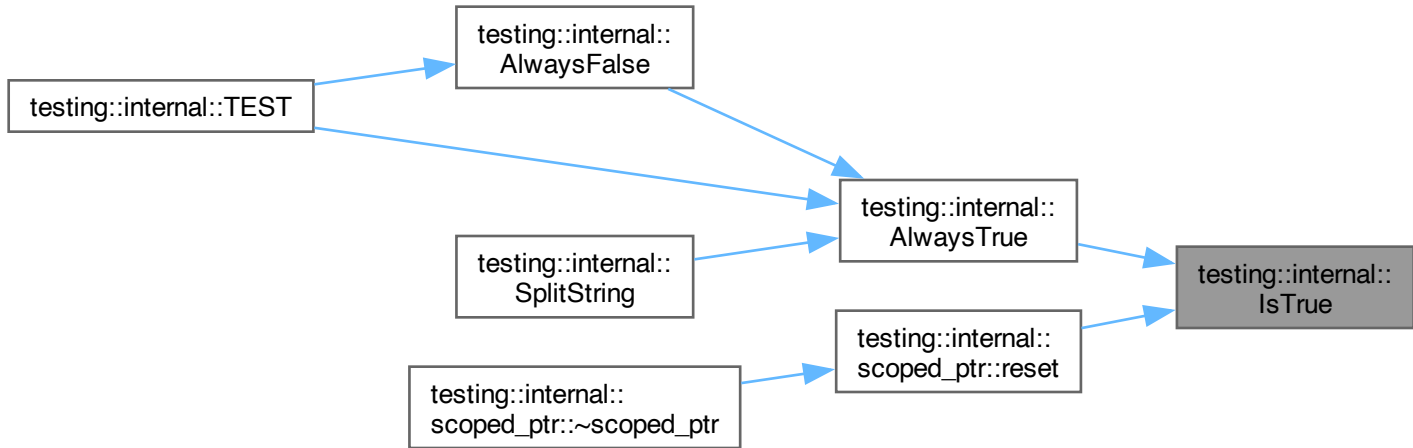 testing::internal::
AlwaysFalse
testing::internal::TEST
testing::internal::
AlwaysTrue
testing::internal::
SplitString
testing::internal::
IsTrue
testing::internal::
scoped_ptr::reset
testing::internal::
scoped_ptr::~scoped_ptr